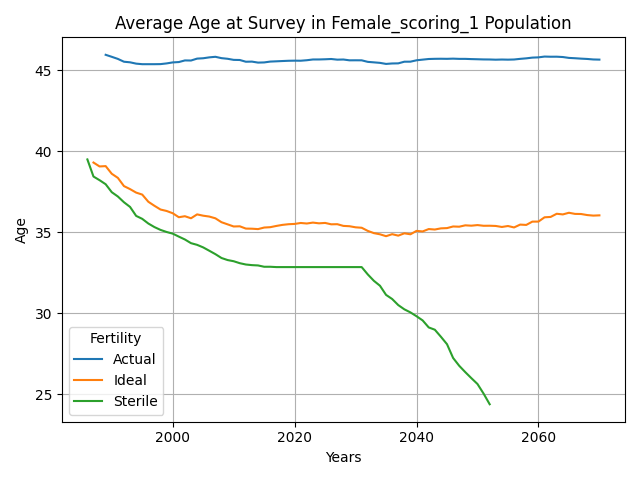 Average Age at Survey in Female_scoring_1 Population
Age
45
40
35
30
25
Fertility
Actual
Ideal
Sterile
2000 2020 2040 2060
Years